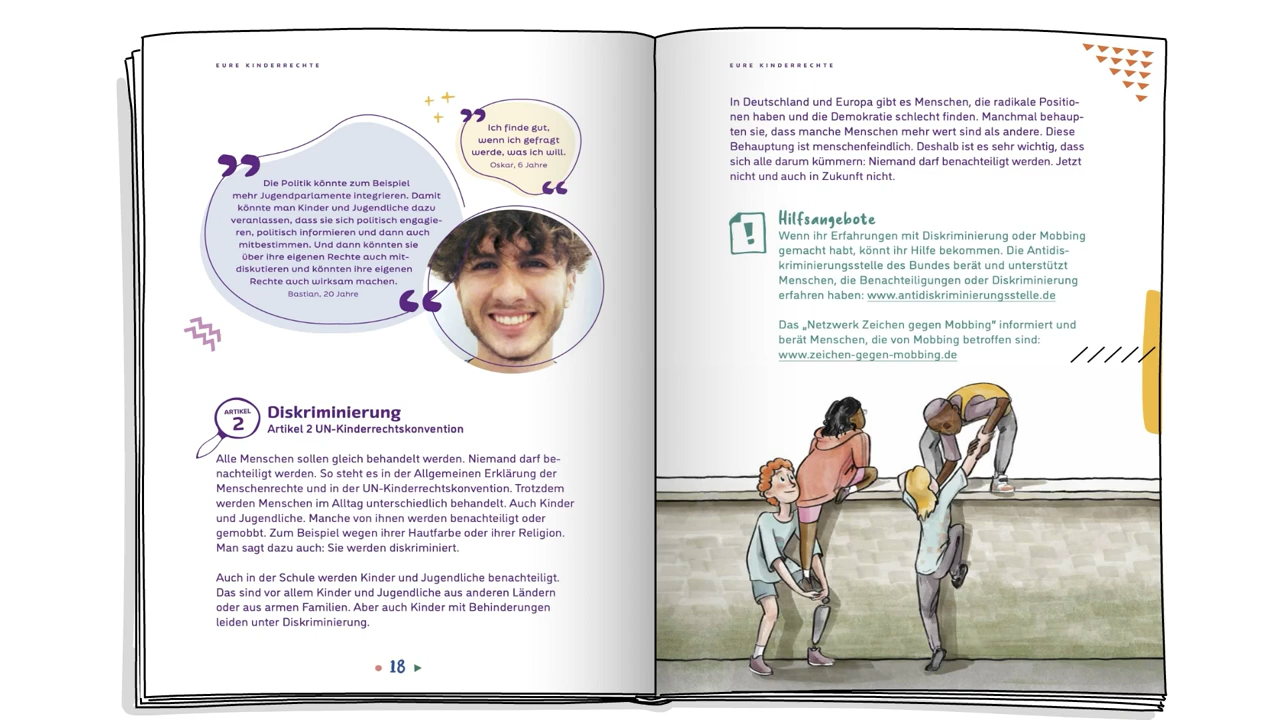 EURE KINDERRECHTE
Ich finde gut,
wenn ich gefragt
werde, was ich will.
Oskar, 6 Jahre
Die Politik könnte zum Beispiel
mehr Jugendparlamente integrieren. Damit
könnte man Kinder und Jugendliche dazu
veranlassen, dass sie sich politisch engagie-
ren, politisch informieren und dann auch
mitbestimmen. Und dann könnten sie
über ihre eigenen Rechte auch mit-
diskutieren und könnten ihre eigenen
Rechte auch wirksam machen.
Bastian, 20 Jahre
ARTIKEL
2
Diskriminierung
Artikel 2 UN-Kinderrechtskonvention
Alle Menschen sollen gleich behandelt werden. Niemand darf be-
nachteiligt werden. So steht es in der Allgemeinen Erklärung der
Menschenrechte und in der UN-Kinderrechtskonvention. Trotzdem
werden Menschen im Alltag unterschiedlich behandelt. Auch Kinder
und Jugendliche. Manche von ihnen werden benachteiligt oder
gemobbt. Zum Beispiel wegen ihrer Hautfarbe oder ihrer Religion.
Man sagt dazu auch: Sie werden diskriminiert.
Auch in der Schule werden Kinder und Jugendliche benachteiligt.
Das sind vor allem Kinder und Jugendliche aus anderen Ländern
oder aus armen Familien. Aber auch Kinder mit Behinderungen
leiden unter Diskriminierung.
18
EURE KINDERRECHTE
In Deutschland und Europa gibt es Menschen, die radikale Positio-
nen haben und die Demokratie schlecht finden. Manchmal behaup-
ten sie, dass manche Menschen mehr wert sind als andere. Diese
Behauptung ist menschenfeindlich. Deshalb ist es sehr wichtig, dass
sich alle darum kümmern: Niemand darf benachteiligt werden. Jetzt
nicht und auch in Zukunft nicht.
Hilfsangebote
Wenn ihr Erfahrungen mit Diskriminierung oder Mobbing
gemacht habt, könnt ihr Hilfe bekommen. Die Antidis-
kriminierungsstelle des Bundes berät und unterstützt
Menschen, die Benachteiligungen oder Diskriminierung
erfahren haben: www.antidiskriminierungsstelle.de
Das „Netzwerk Zeichen gegen Mobbing" informiert und
berät Menschen, die von Mobbing betroffen sind:
www.zeichen-gegen-mobbing.de